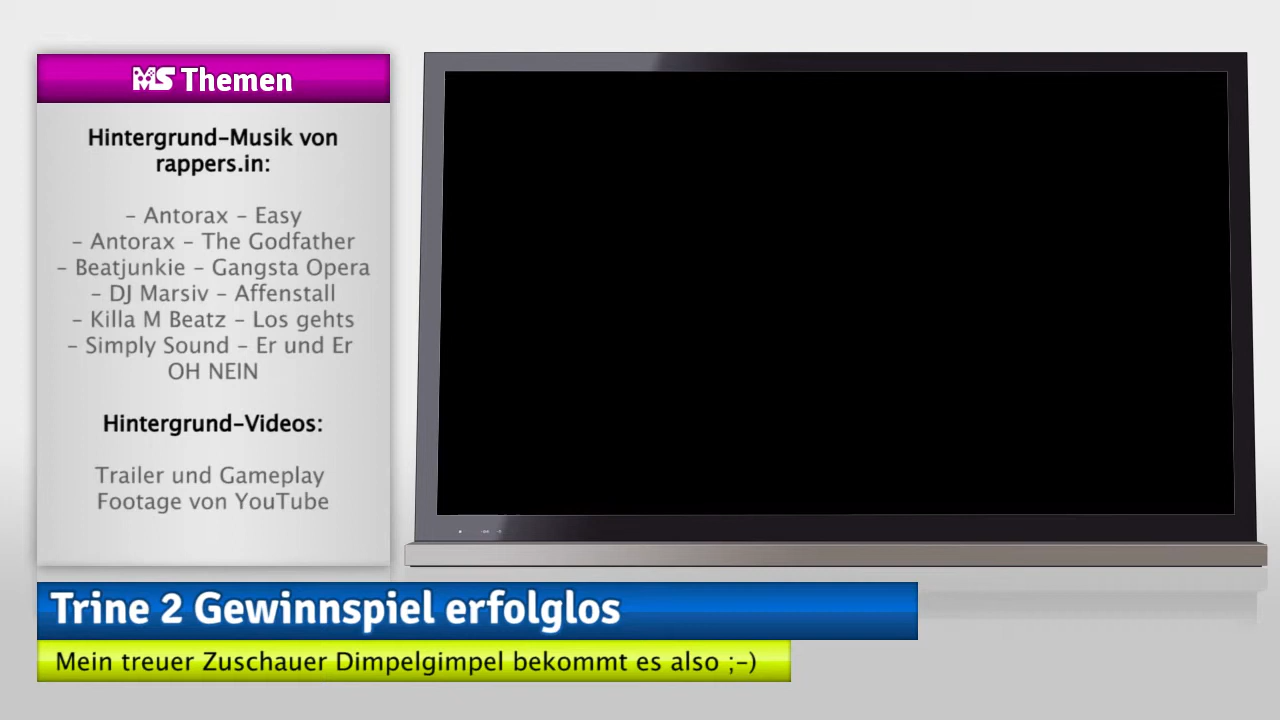 MS Themen
Hintergrund-Musik von
rappers.in:
- Antorax - Easy
- Antorax - The Godfather
- Beatjunkie - Gangsta Opera
- DJ Marsiv - Affenstall
- Killa M Beatz - Los gehts
- Simply Sound - Er und Er
OH NEIN
Hintergrund-Videos:
Trailer und Gameplay
Footage von YouTube
Trine 2 Gewinnspiel erfolglos
Mein treuer Zuschauer Dimpelgimpel bekommt es also ;-)